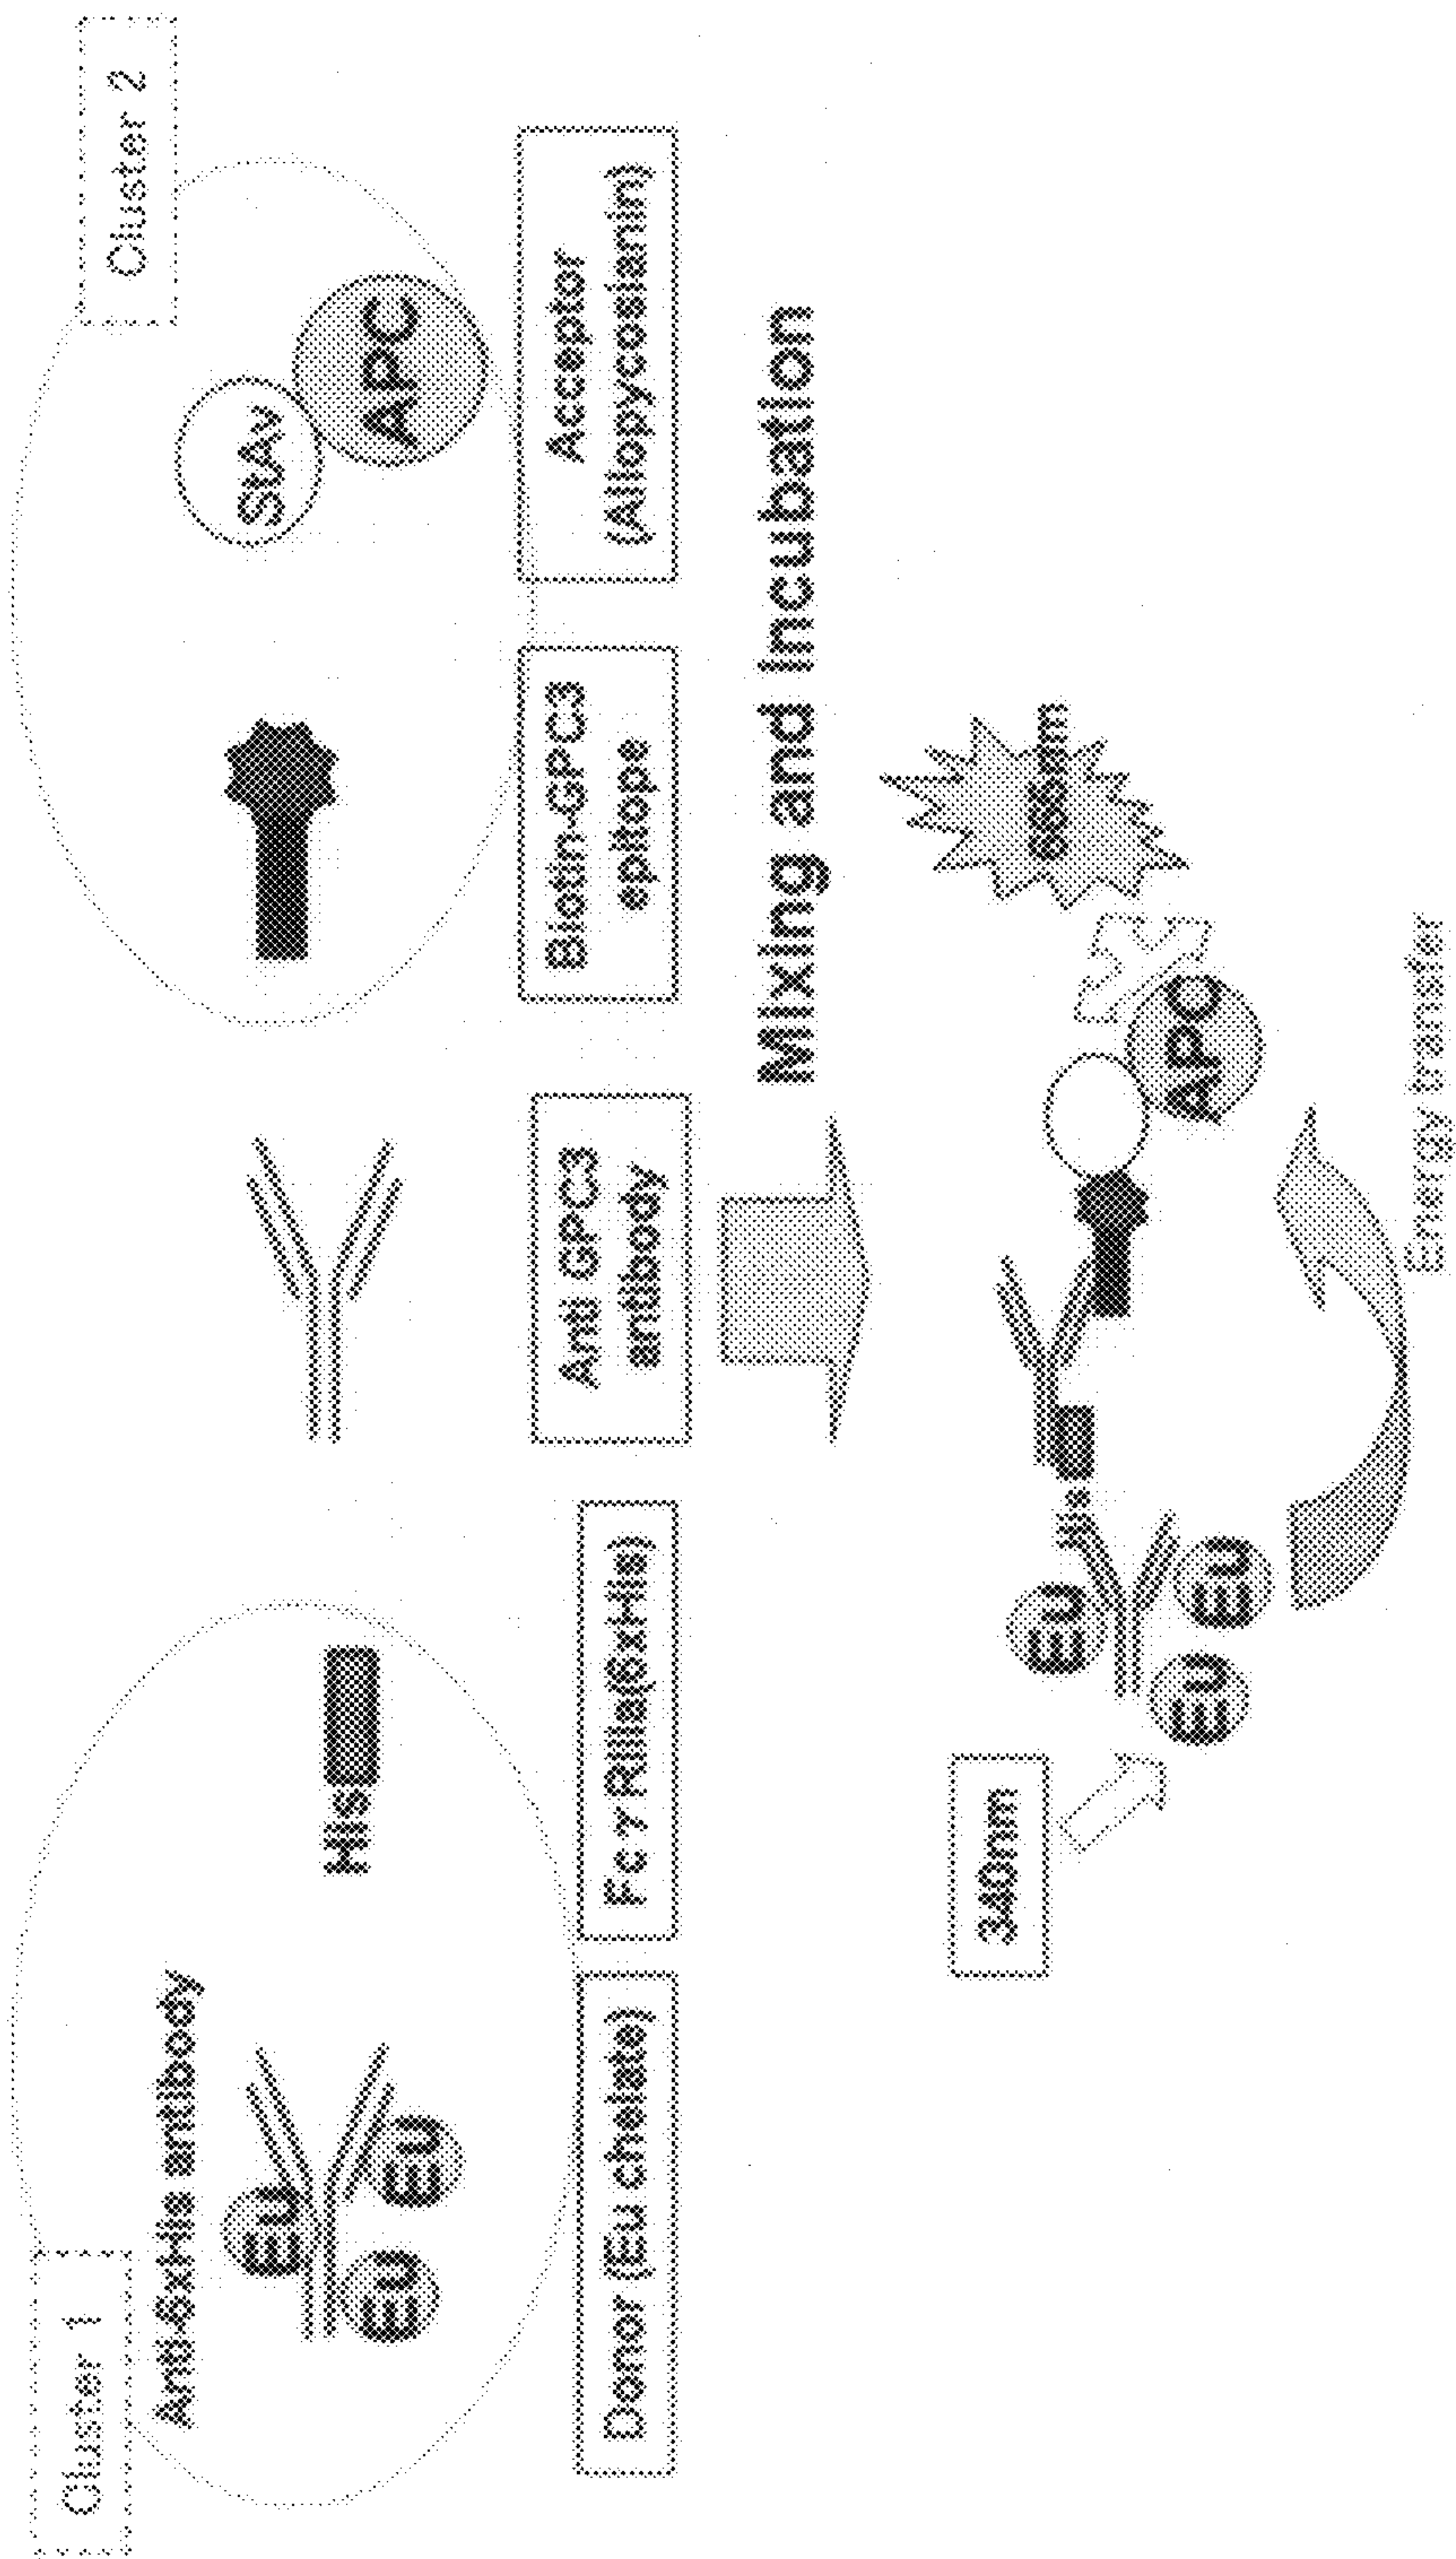 Cluster 1
Cluster 2
Anti-6xHis antibody
Eu
Eu
Eu
His
StAv
APC
Donor (Eu chelate)
Fc γ RIIIa(6xHis)
Anti GPC3
antibody
Biotin-GPC3
epitope
Acceptor
(Allopycosianin)
Mixing and incubation
340nm
Eu
Eu
Eu
His
APC
Energy transfer